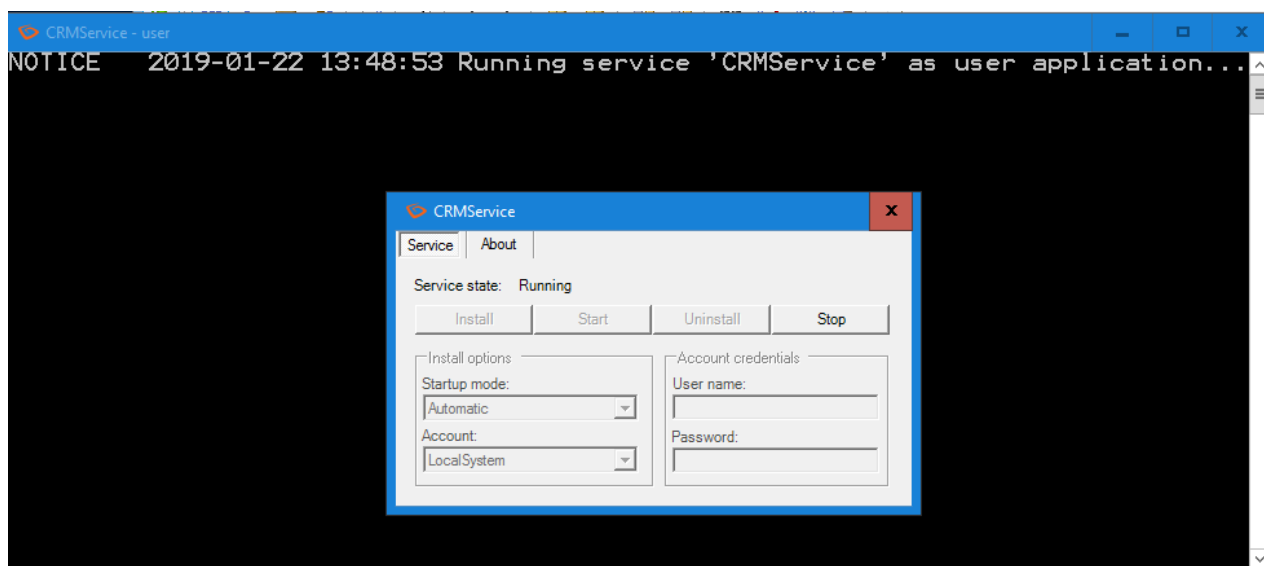 CRMService - user
NOTICE 2019-01-22 13:48:53 Running service 'CRMService' as user application...
CRMService
Service About
Service state: Running
Install Start Uninstall Stop
Install options
Startup mode:
Automatic
Account:
LocalSystem
Account credentials
User name:
Password: